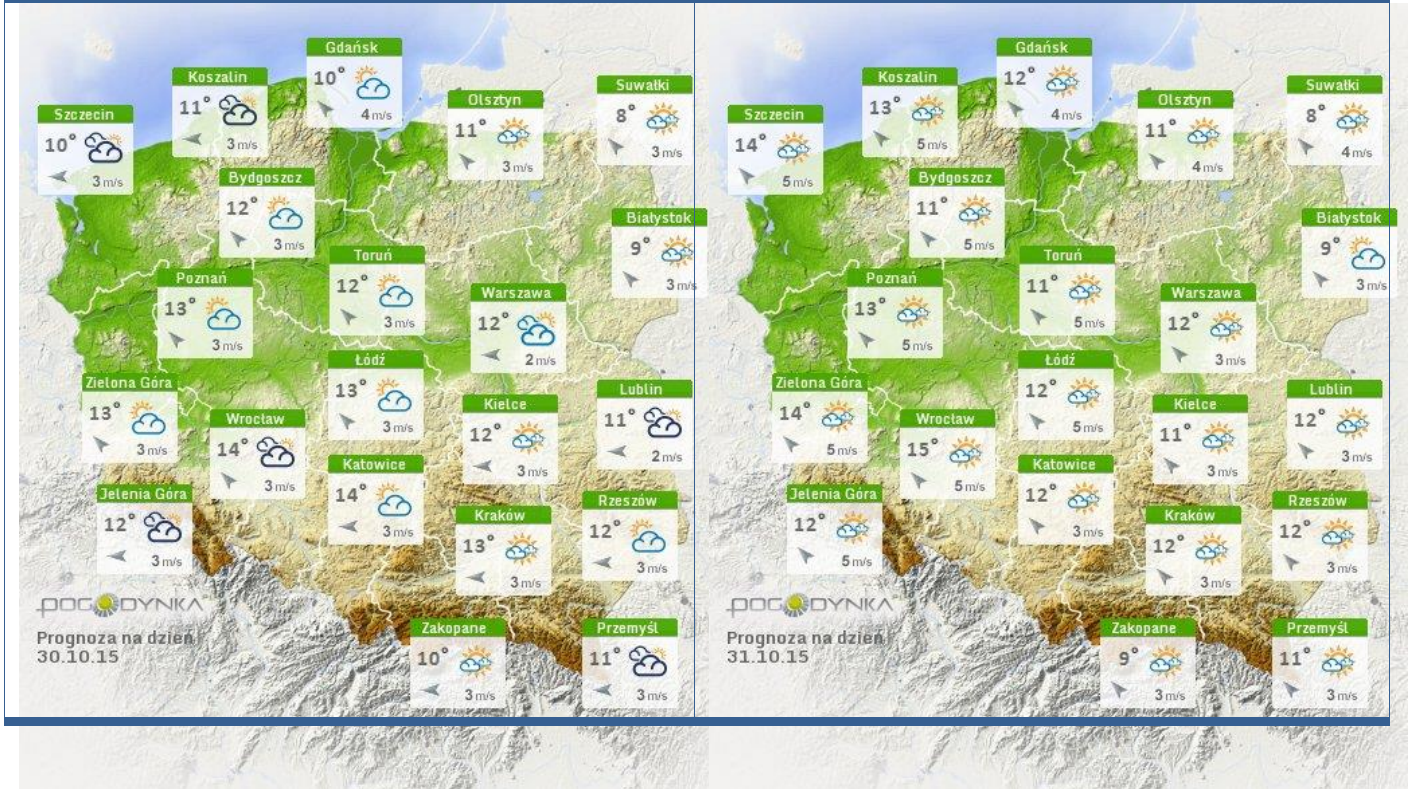 Gdańsk
10°
4 m/s
Koszalin
11°
3 m/s
Suwałki
8°
3 m/s
Olsztyn
11°
3 m/s
Szczecin
10°
3 m/s
Bydgoszcz
12°
3 m/s
Białystok
9°
3 m/s
Toruń
12°
3 m/s
Poznań
13°
3 m/s
Warszawa
12°
2 m/s
Łódź
13°
3 m/s
Zielona Góra
13°
3 m/s
Lublin
11°
2 m/s
Kielce
12°
3 m/s
Wrocław
14°
3 m/s
Katowice
14°
3 m/s
Jelenia Góra
12°
3 m/s
Rzeszów
12°
3 m/s
Kraków
13°
3 m/s
POGODYNKA
Prognoza na dzień
30.10.15
Zakopane
10°
3 m/s
Przemyśl
11°
3 m/s
Gdańsk
12°
4 m/s
Koszalin
13°
5 m/s
Suwałki
8°
4 m/s
Olsztyn
11°
4 m/s
Szczecin
14°
5 m/s
Bydgoszcz
11°
5 m/s
Białystok
9°
3 m/s
Toruń
11°
5 m/s
Poznań
13°
5 m/s
Warszawa
12°
3 m/s
Łódź
12°
5 m/s
Zielona Góra
14°
5 m/s
Lublin
12°
3 m/s
Kielce
11°
3 m/s
Wrocław
15°
5 m/s
Katowice
12°
3 m/s
Jelenia Góra
12°
5 m/s
Rzeszów
12°
3 m/s
Kraków
12°
3 m/s
POGODYNKA
Prognoza na dzień
31.10.15
Zakopane
9°
3 m/s
Przemyśl
11°
3 m/s